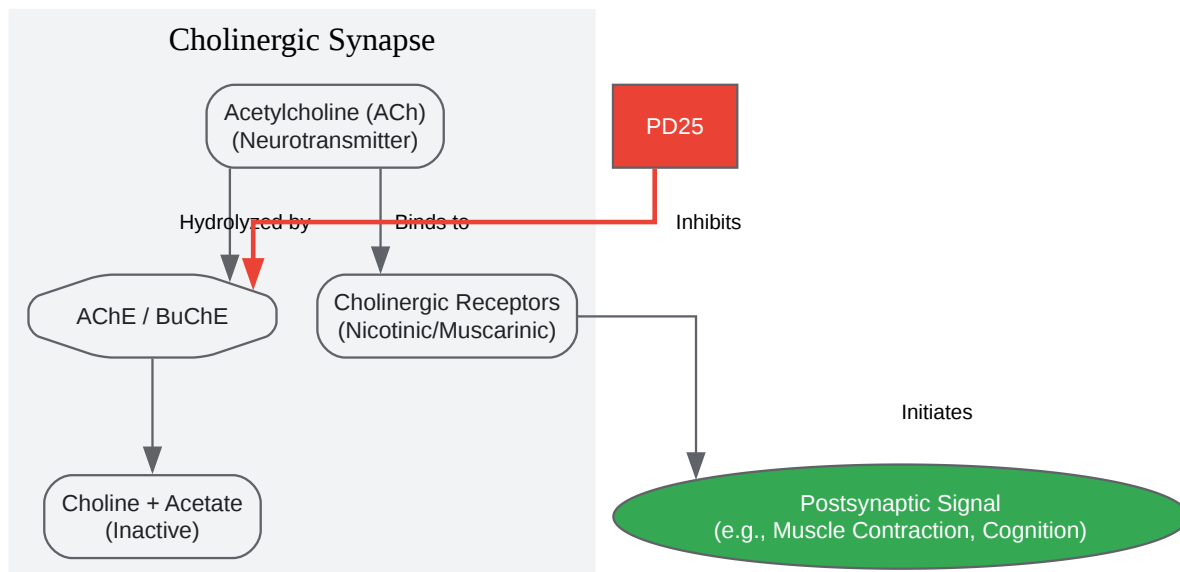 Cholinergic Synapse
Acetylcholine (ACh)
(Neurotransmitter)
PD25
Hydrolyzed by
Binds to
Inhibits
AChE / BuChE
Cholinergic Receptors
(Nicotinic/Muscarinic)
Initiates
Choline + Acetate
(Inactive)
Postsynaptic Signal
(e.g., Muscle Contraction, Cognition)